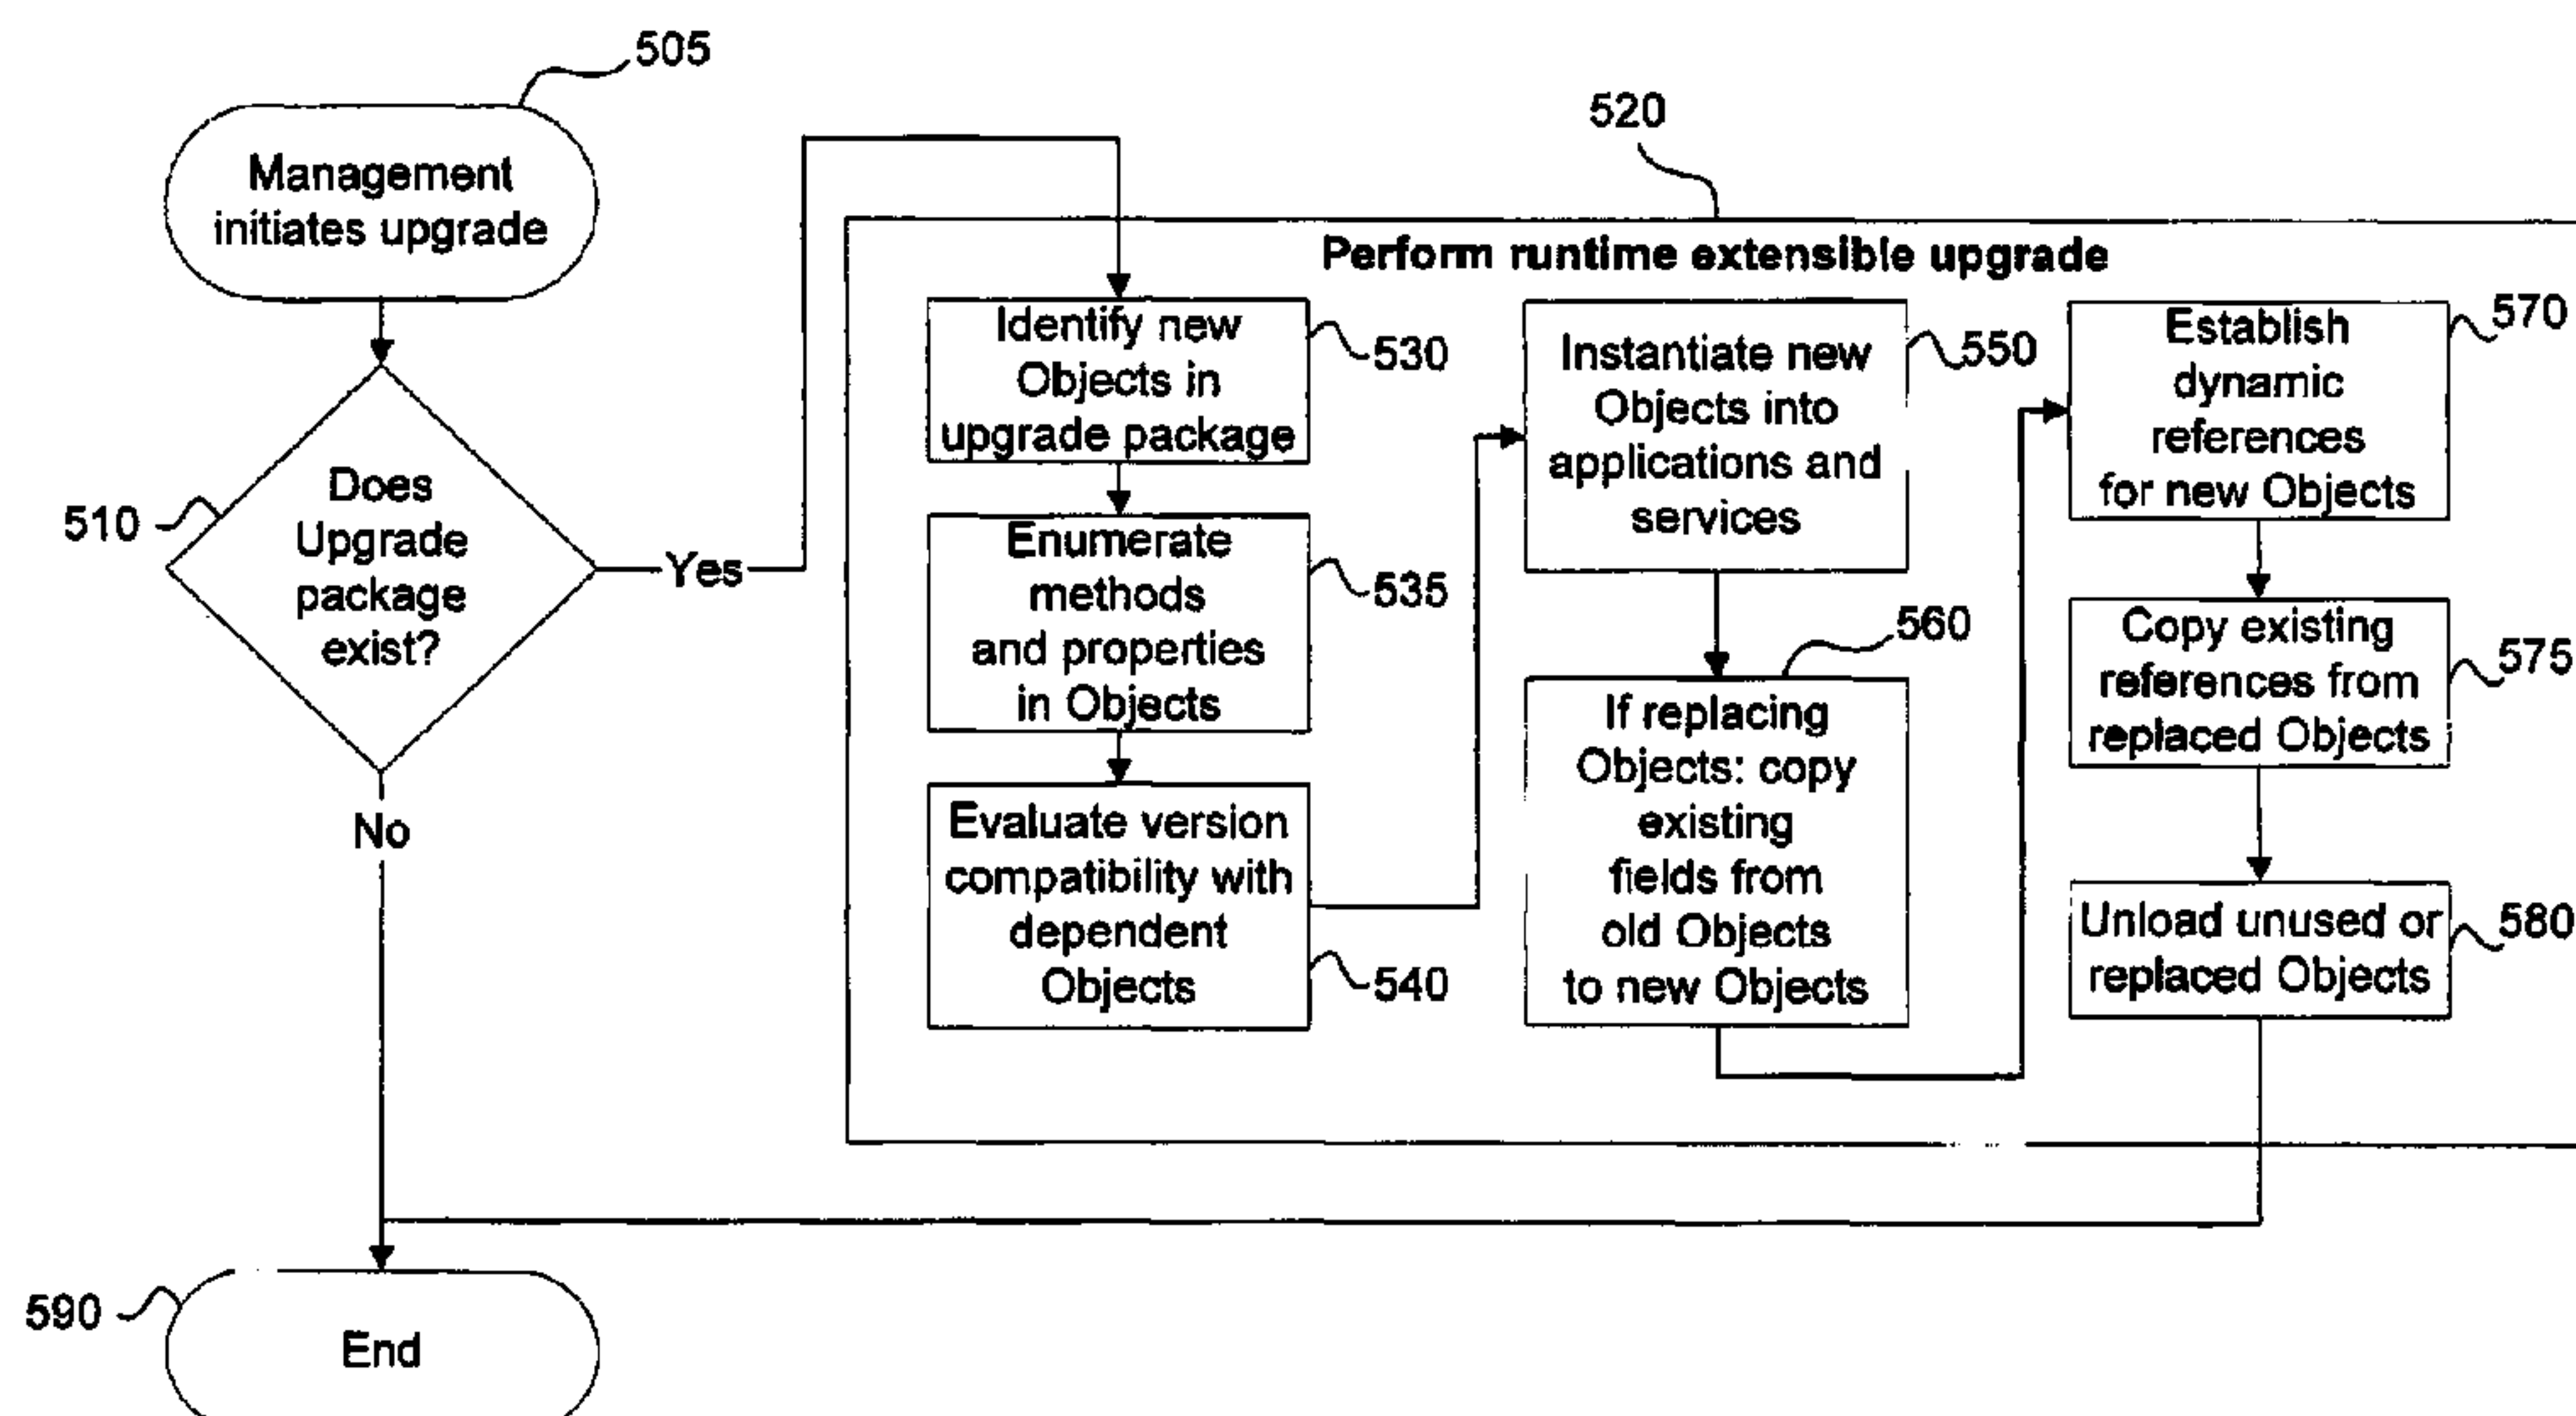 505
Management
initiates upgrade
510
Does
Upgrade
package
exist?
Yes
No
520
Perform runtime extensible upgrade
Identify new
Objects in
upgrade package
530
Enumerate
methods
and properties
in Objects
535
Evaluate version
compatibility with
dependent
Objects
540
Instantiate new
Objects into
applications and
services
550
If replacing
Objects: copy
existing
fields from
old Objects
to new Objects
560
Establish
dynamic
references
for new Objects
570
Copy existing
references from
replaced Objects
575
Unload unused or
replaced Objects
580
590
End